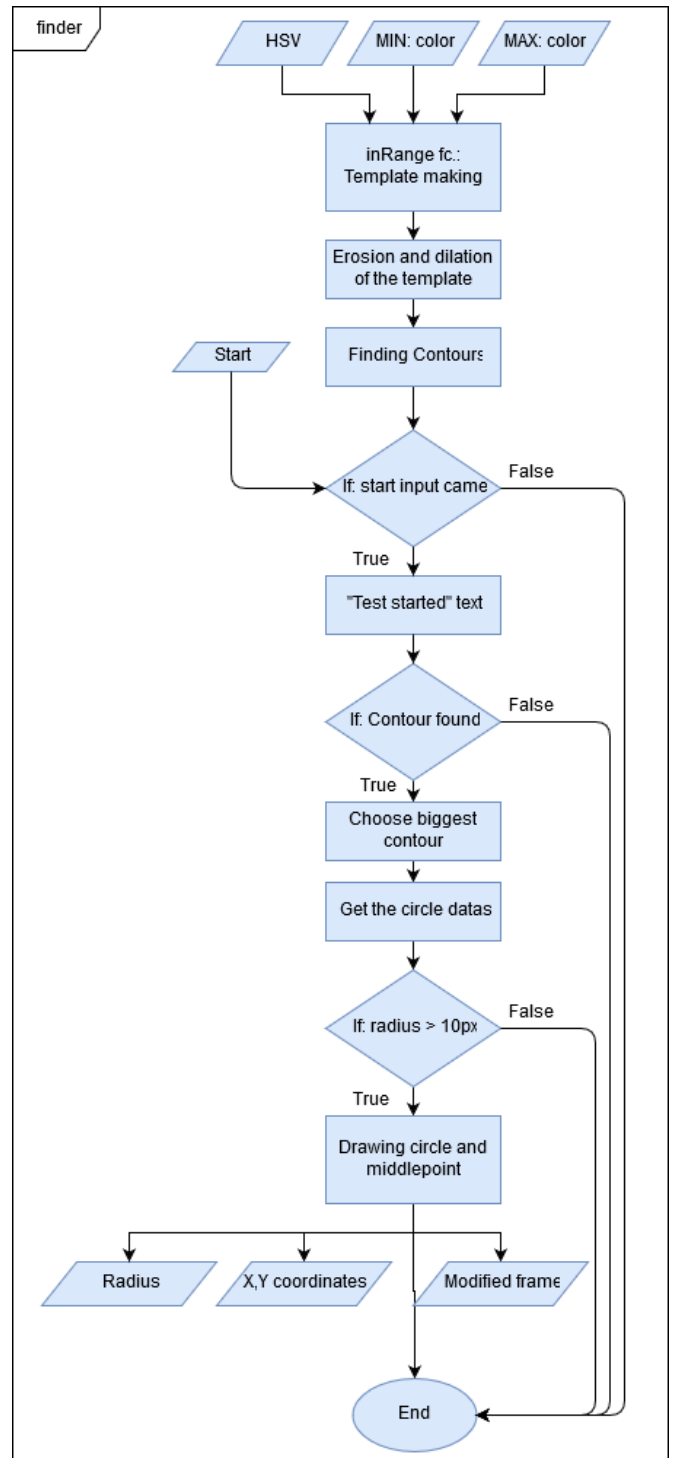 finder
HSV
MIN: color
MAX: color
inRange fc.:
Template making
Erosion and dilation
of the template
Finding Contours
Start
If: start input came
False
True
"Test started" text
If: Contour found
False
True
Choose biggest
contour
Get the circle datas
If: radius > 10px
False
True
Drawing circle and
middlepoint
Radius
X,Y coordinates
Modified frame
End